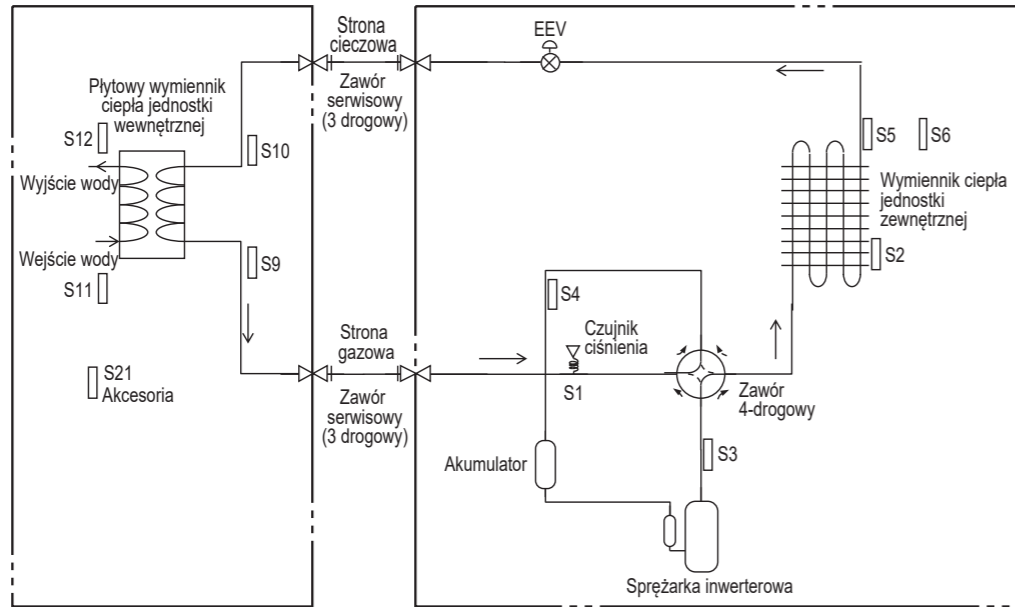 Strona
cieczowa
EEV
Zawór
serwisowy
(3 drogowy)
Płytowy wymiennik
ciepła jednostki
wewnętrznej
S12
S10
Wyjście wody
Wejście wody
S9
S11
S21
Akcesoria
Strona
gazowa
Zawór
serwisowy
(3 drogowy)
S5
S6
Wymiennik ciepła
jednostki
zewnętrznej
S2
S4
Czujnik
ciśnienia
S1
Zawór
4-drogowy
S3
Akumulator
Sprężarka inwerterowa